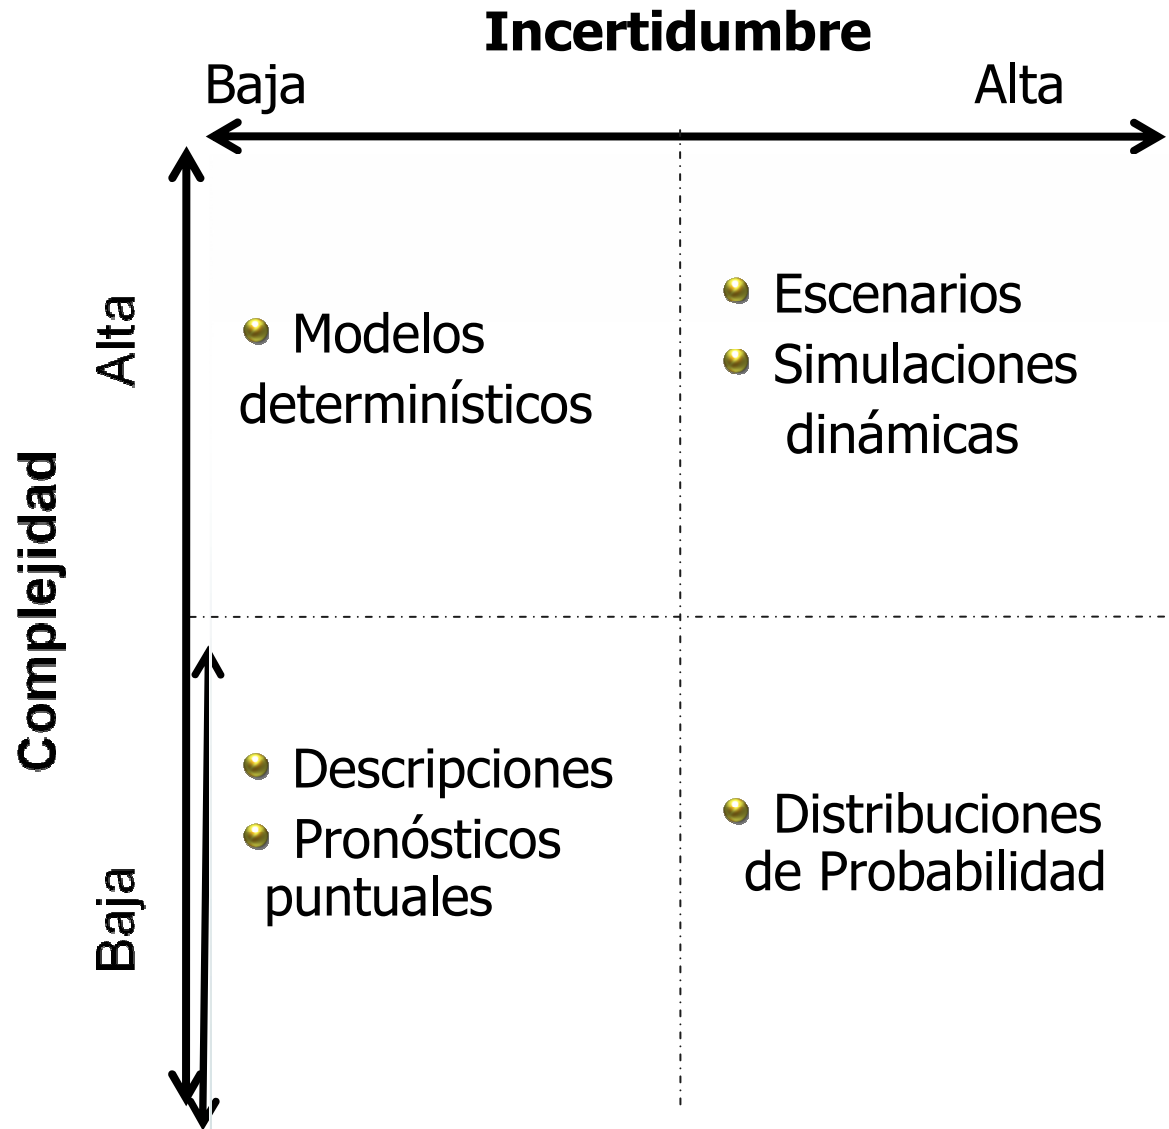 Incertidumbre
Baja
Alta
Complejidad
Alta
Baja
Modelos
determinísticos
Escenarios
Simulaciones
dinámicas
Descripciones
Pronósticos
puntuales
Distribuciones
de Probabilidad